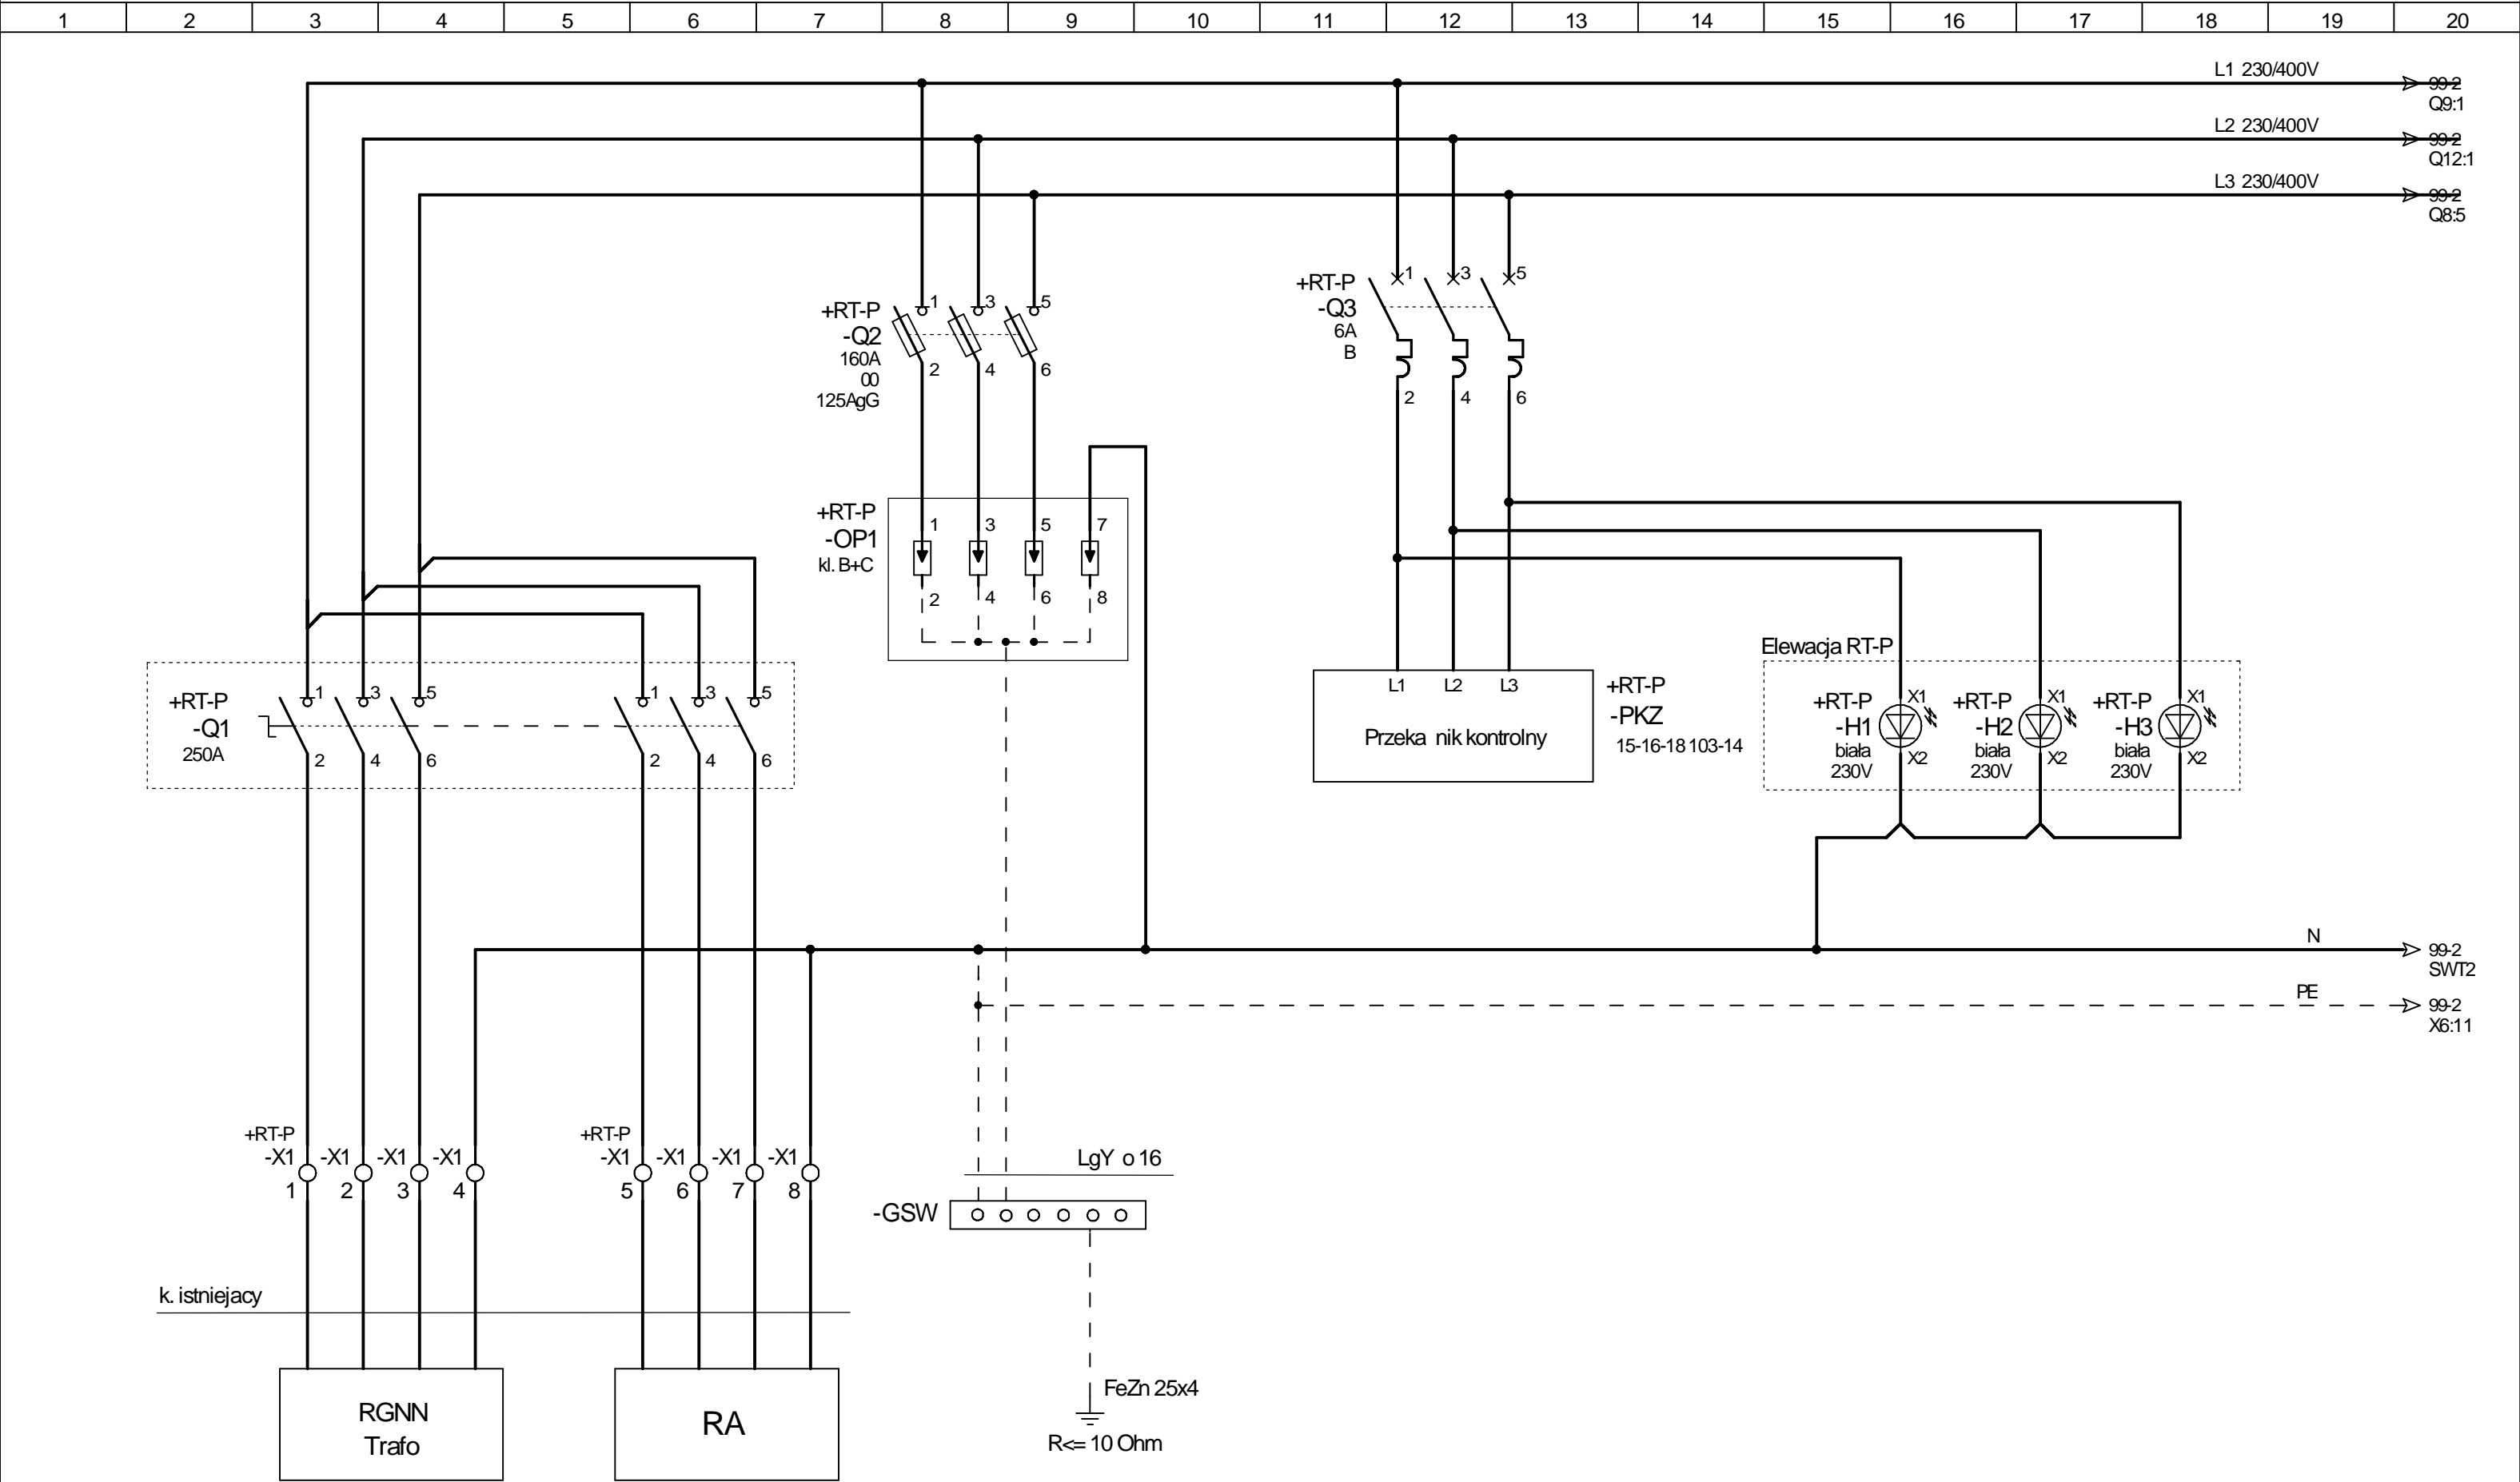 1 2 3 4 5 6 7 8 9 10 11 12 13 14 15 16 17 18 19 20
L1 230/400V
99-2
Q9:1
L2 230/400V
99-2
Q12:1
L3 230/400V
99-2
Q8:5
+RT-P
-Q2
160A
00
125AgG
1 3 5
2 4 6
+RT-P
-Q3
6A
B
1 3 5
2 4 6
+RT-P
-OP1
kl. B+C
1 3 5 7
2 4 6 8
+RT-P
-Q1
250A
1 3 5
2 4 6
1 3 5
2 4 6
L1 L2 L3
Przeka nik kontrolny
+RT-P
-PKZ
15-16-18 103-14
Elewacja RT-P
+RT-P
-H1
biała
230V
X1
X2
+RT-P
-H2
biała
230V
X1
X2
+RT-P
-H3
biała
230V
X1
X2
N
99-2
SWT2
PE
99-2
X6:11
+RT-P
-X1 -X1 -X1 -X1
1 2 3 4
+RT-P
-X1 -X1 -X1 -X1
5 6 7 8
LgY o 16
-GSW
k. istniejacy
RGNN
Trafo
RA
FeZn 25x4
R<= 10 Ohm